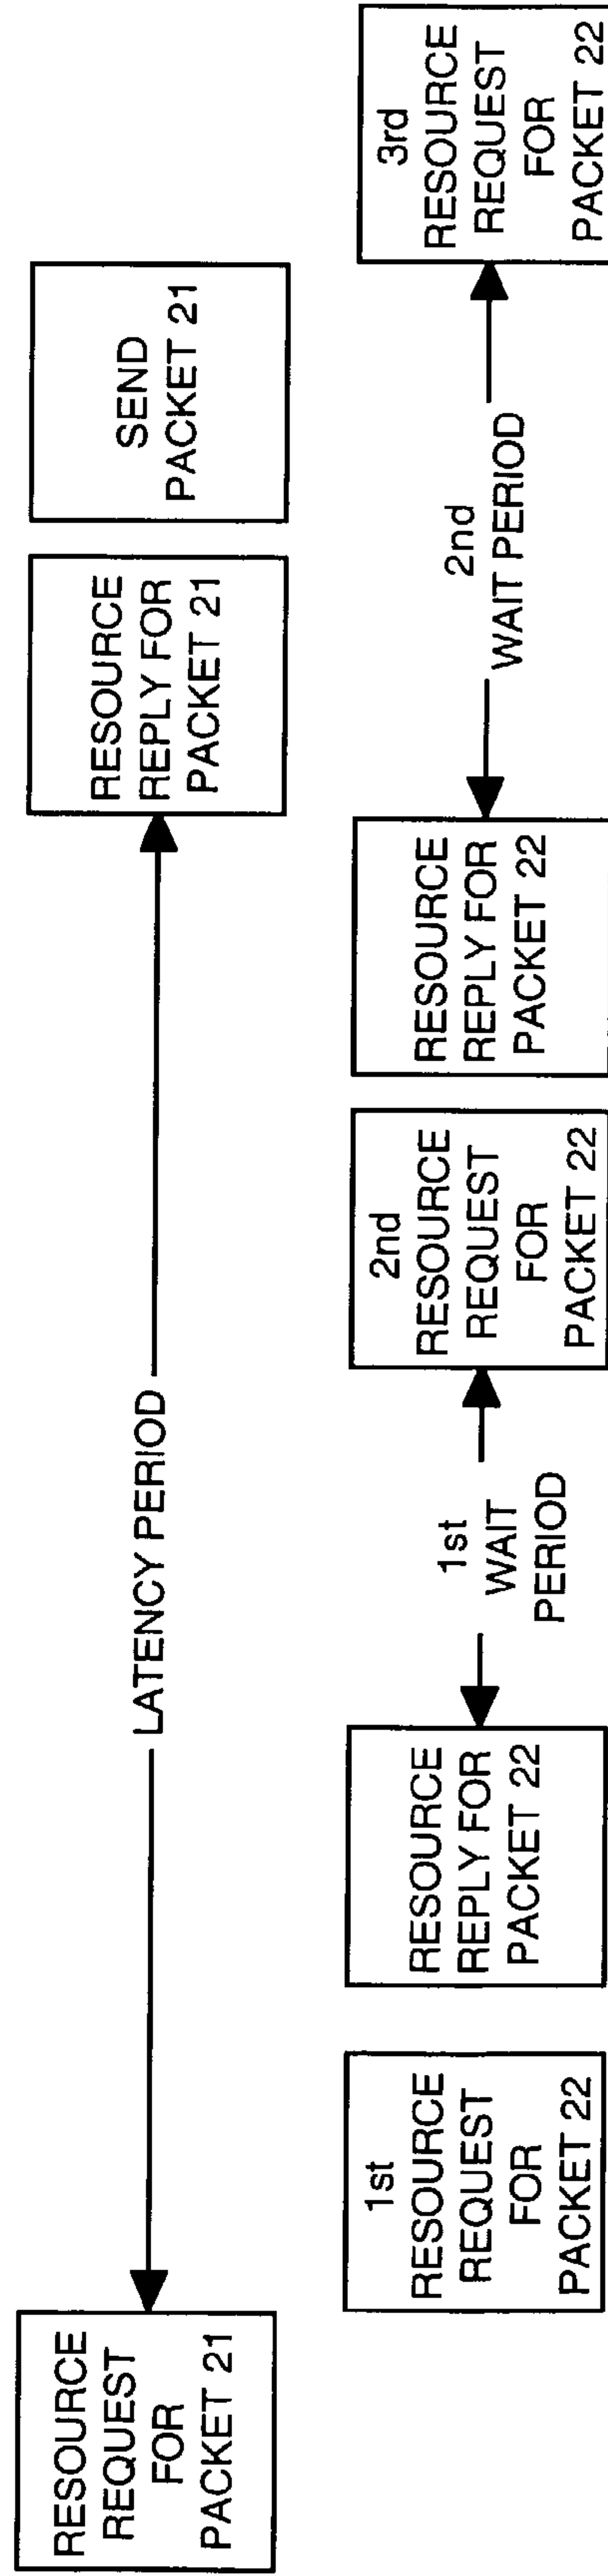 RESOURCE
REQUEST
FOR
PACKET 21
LATENCY PERIOD
RESOURCE
REPLY FOR
PACKET 21
SEND
PACKET 21
1st
RESOURCE
REQUEST
FOR
PACKET 22
RESOURCE
REPLY FOR
PACKET 22
1st
WAIT
PERIOD
2nd
RESOURCE
REQUEST
FOR
PACKET 22
RESOURCE
REPLY FOR
PACKET 22
2nd
WAIT PERIOD
3rd
RESOURCE
REQUEST
FOR
PACKET 22